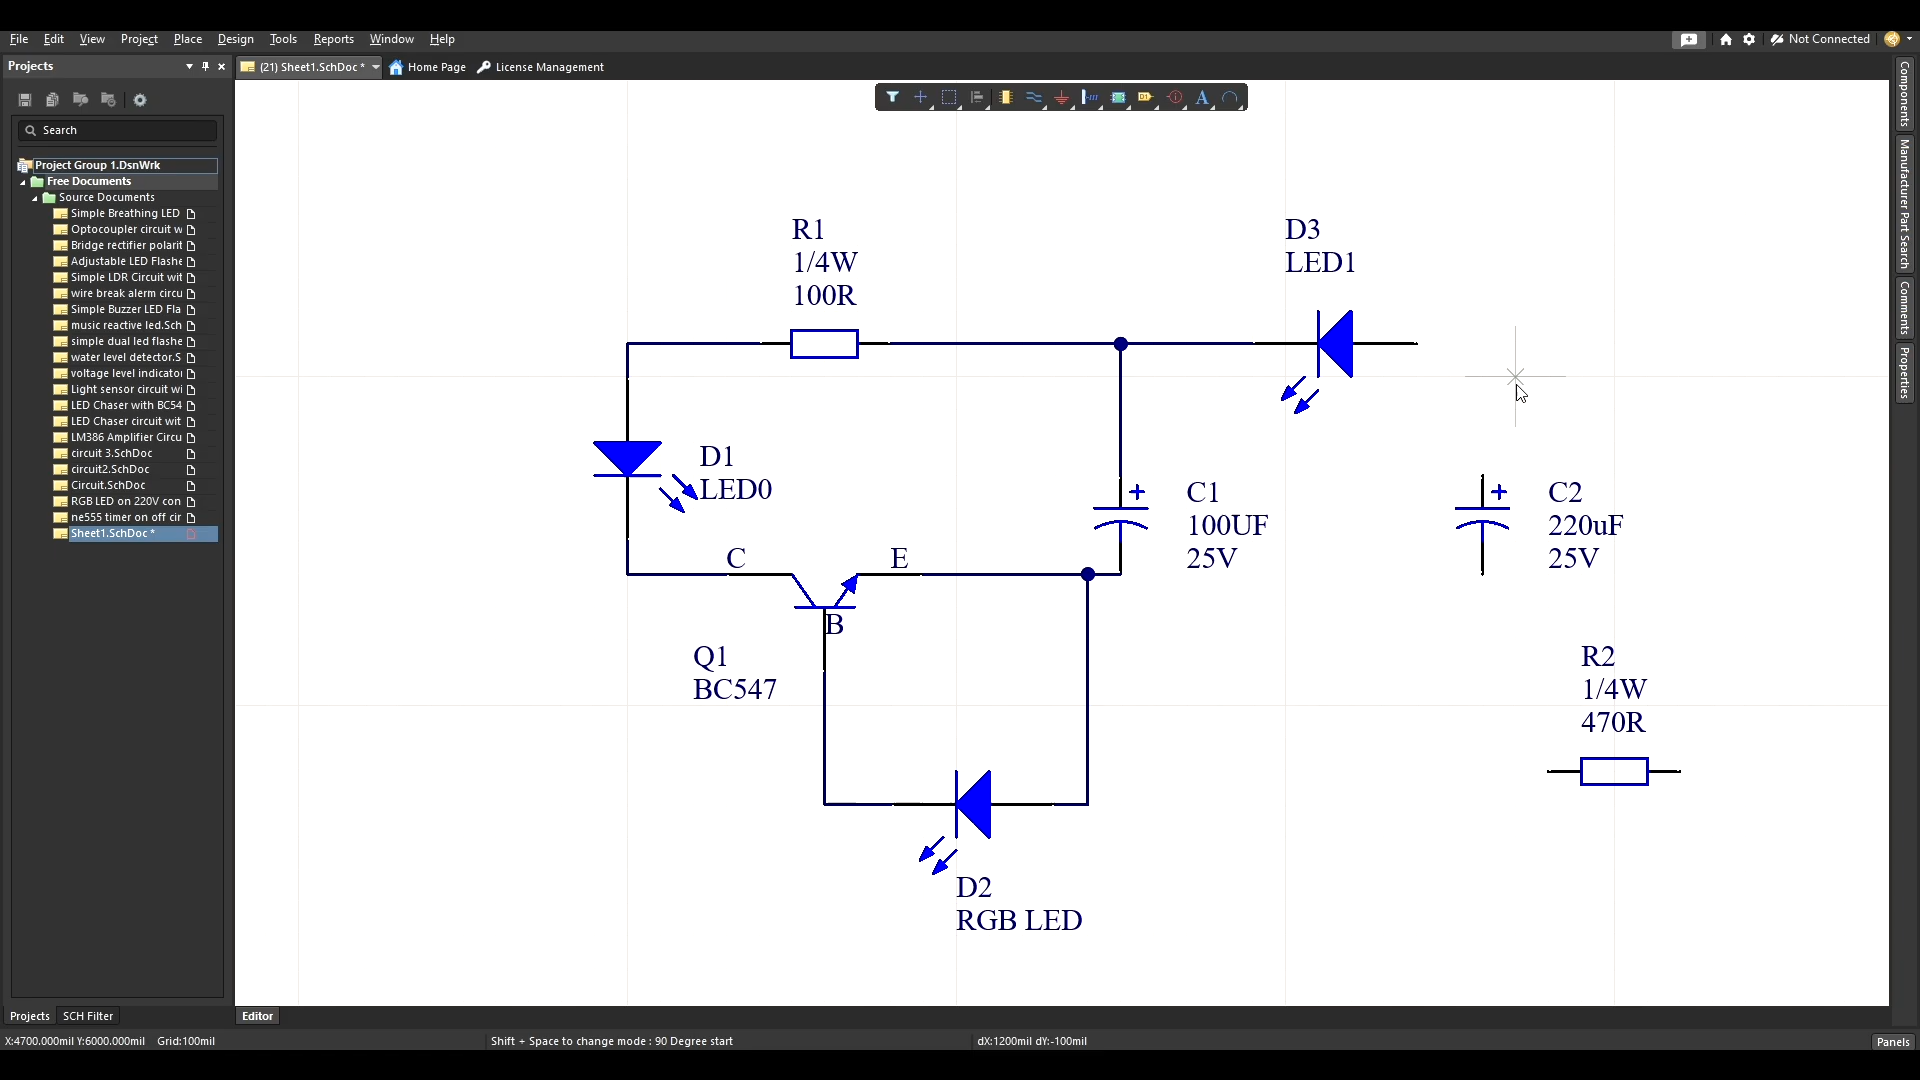 File Edit View Project Place Design Tools Reports Window Help
Not Connected
Projects
(21) Sheet1.SchDoc *
Home Page
License Management
Search
Project Group 1.DsnWrk
Free Documents
Source Documents
Simple Breathing LED
Optocoupler circuit w
Bridge rectifier polarit
Adjustable LED Flashe
Simple LDR Circuit wit
wire break alerm circu
Simple Buzzer LED Fla
music reactive led.Sch
simple dual led flashe
water level detector.S
voltage level indicator
Light sensor circuit wi
LED Chaser with BC54
LED Chaser circuit wit
LM386 Amplifier Circu
circuit 3.SchDoc
circuit2.SchDoc
Circuit.SchDoc
RGB LED on 220V con
ne555 timer on off cir
Sheet1.SchDoc *
R1
1/4W
100R
D3
LED1
D1
LED0
C1
100UF
25V
C2
220uF
25V
C
E
B
Q1
BC547
R2
1/4W
470R
D2
RGB LED
Components
Manufacturer Part Search
Comments
Properties
Projects
SCH Filter
Editor
X:4700.000mil Y:6000.000mil Grid:100mil
Shift + Space to change mode : 90 Degree start
dX:1200mil dY:-100mil
Panels